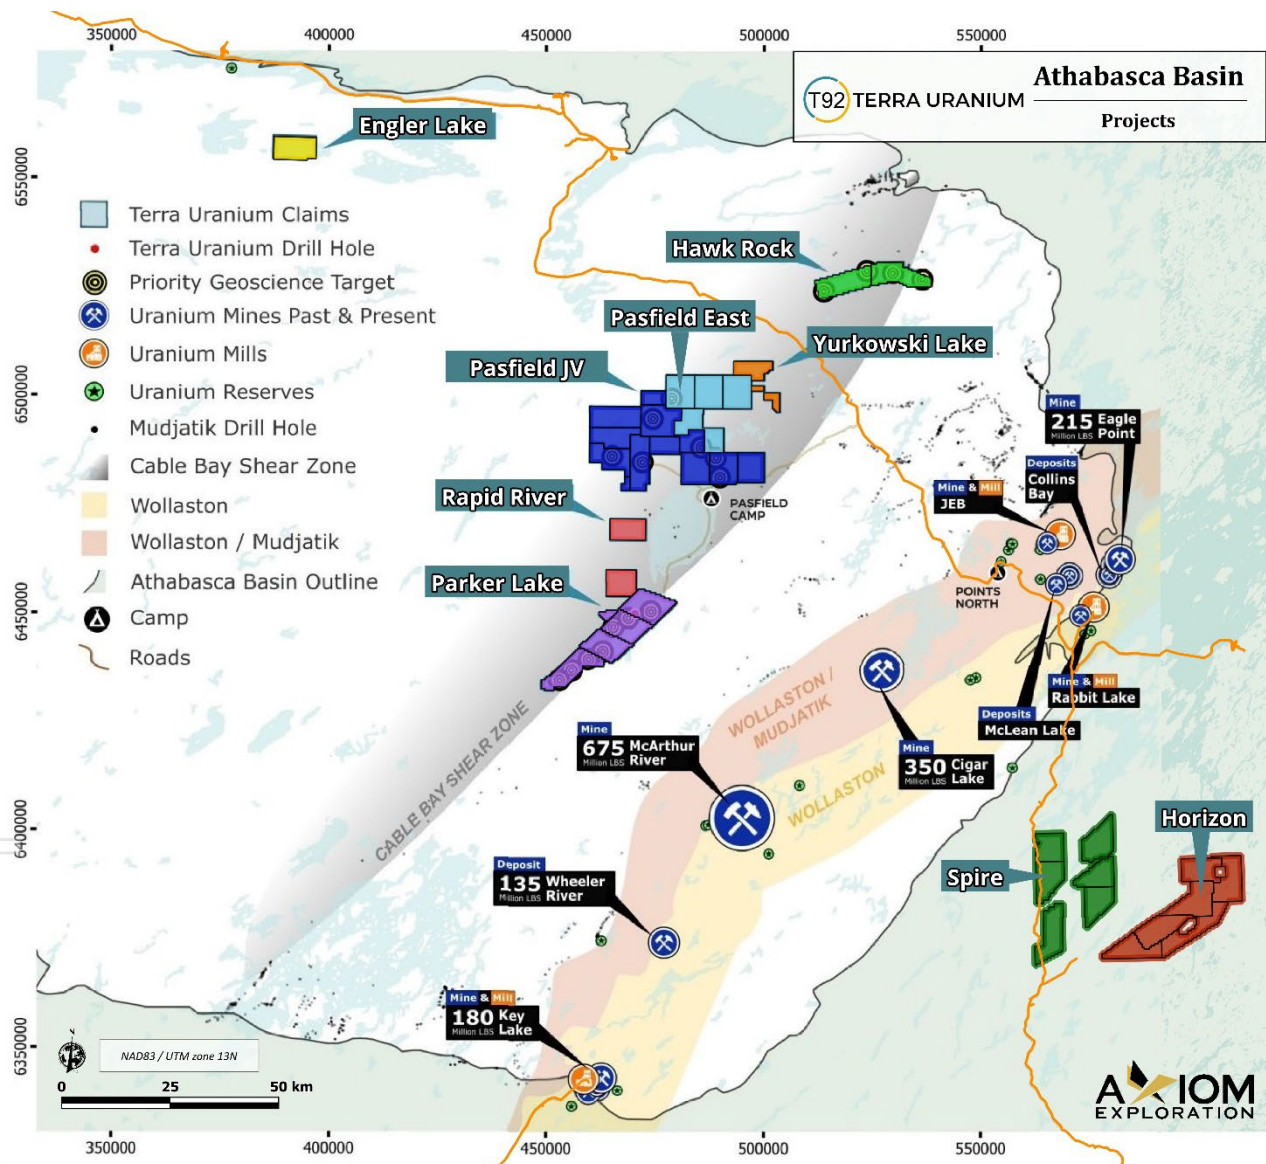 350000
400000
450000
500000
550000
T92 TERRA URANIUM
Athabasca Basin
Projects
Engler Lake
6550000
Terra Uranium Claims
Terra Uranium Drill Hole
Priority Geoscience Target
Uranium Mines Past & Present
Uranium Mills
Uranium Reserves
Mudjatik Drill Hole
Cable Bay Shear Zone
Wollaston
Wollaston / Mudjatik
Athabasca Basin Outline
Camp
Roads
Hawk Rock
Pasfield East
Yurkowski Lake
Pasfield JV
6500000
Mine
215 Eagle
Million LBS Point
Deposits
Collins
Bay
Mine & Mill
JEB
Rapid River
PASFIELD
CAMP
Parker Lake
POINTS
NORTH
6450000
Mine & Mill
Rabbit Lake
Deposits
McLean Lake
WOLLASTON /
MUDJATIK
CABLE BAY SHEAR ZONE
Mine
675 McArthur
Million LBS River
Mine
350 Cigar
Million LBS Lake
WOLLASTON
6400000
Horizon
Spire
Deposit
135 Wheeler
Million LBS River
Mine & Mill
180 Key
Million LBS Lake
6350000
NAD83 / UTM zone 13N
0 25 50 km
AXIOM
EXPLORATION
350000
400000
450000
500000
550000